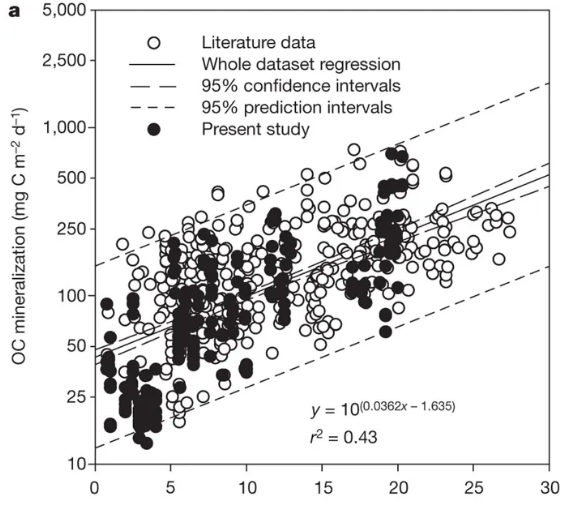 a
5,000
2,500
1,000
500
250
100
50
25
10
OC mineralization (mg C m⁻² d⁻¹)
Literature data
Whole dataset regression
95% confidence intervals
95% prediction intervals
Present study
y = 10^(0.0362x − 1.635)
r² = 0.43
0 5 10 15 20 25 30